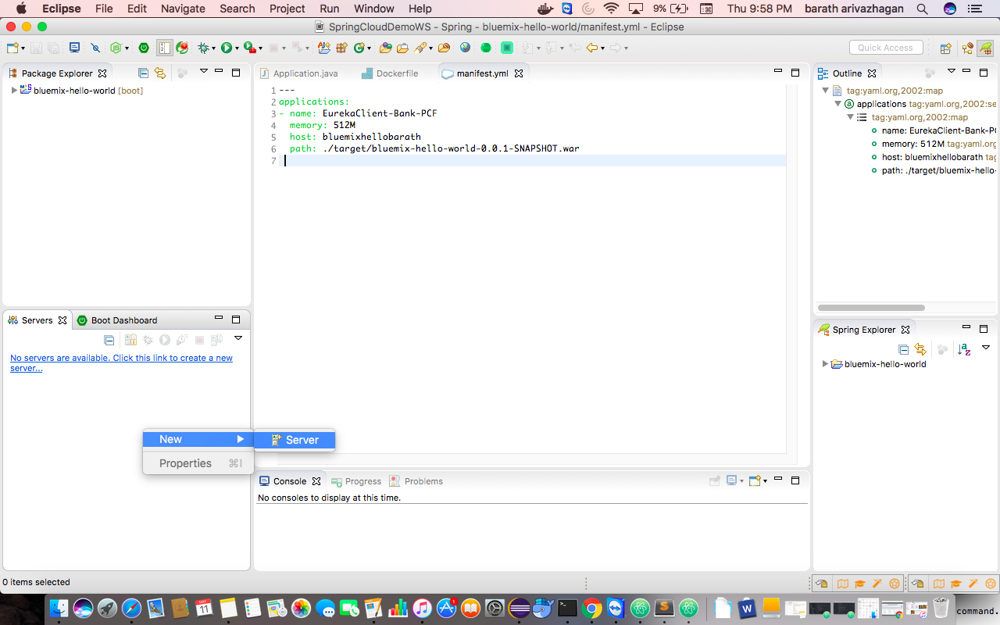 Eclipse File Edit Navigate Search Project Run Window Help 9% Thu 9:58 PM barath arivazhagan
SpringCloudDemoWS - Spring - bluemix-hello-world/manifest.yml - Eclipse
Quick Access
Package Explorer
bluemix-hello-world [boot]
Application.java Dockerfile manifest.yml
1 ---
2 applications:
3 - name: EurekaClient-Bank-PCF
4 memory: 512M
5 host: bluemixhellobarath
6 path: ./target/bluemix-hello-world-0.0.1-SNAPSHOT.war
7
Outline
tag:yaml.org,2002:map
applications tag:yaml.org,2002:se
tag:yaml.org,2002:map
name: EurekaClient-Bank-PC
memory: 512M tag:yaml.org
host: bluemixhellobarath tag
path: ./target/bluemix-hello-
Servers Boot Dashboard
No servers are available. Click this link to create a new
server...
New Server
Properties ⌘I
Spring Explorer
bluemix-hello-world
Console Progress Problems
No consoles to display at this time.
0 items selected
command.